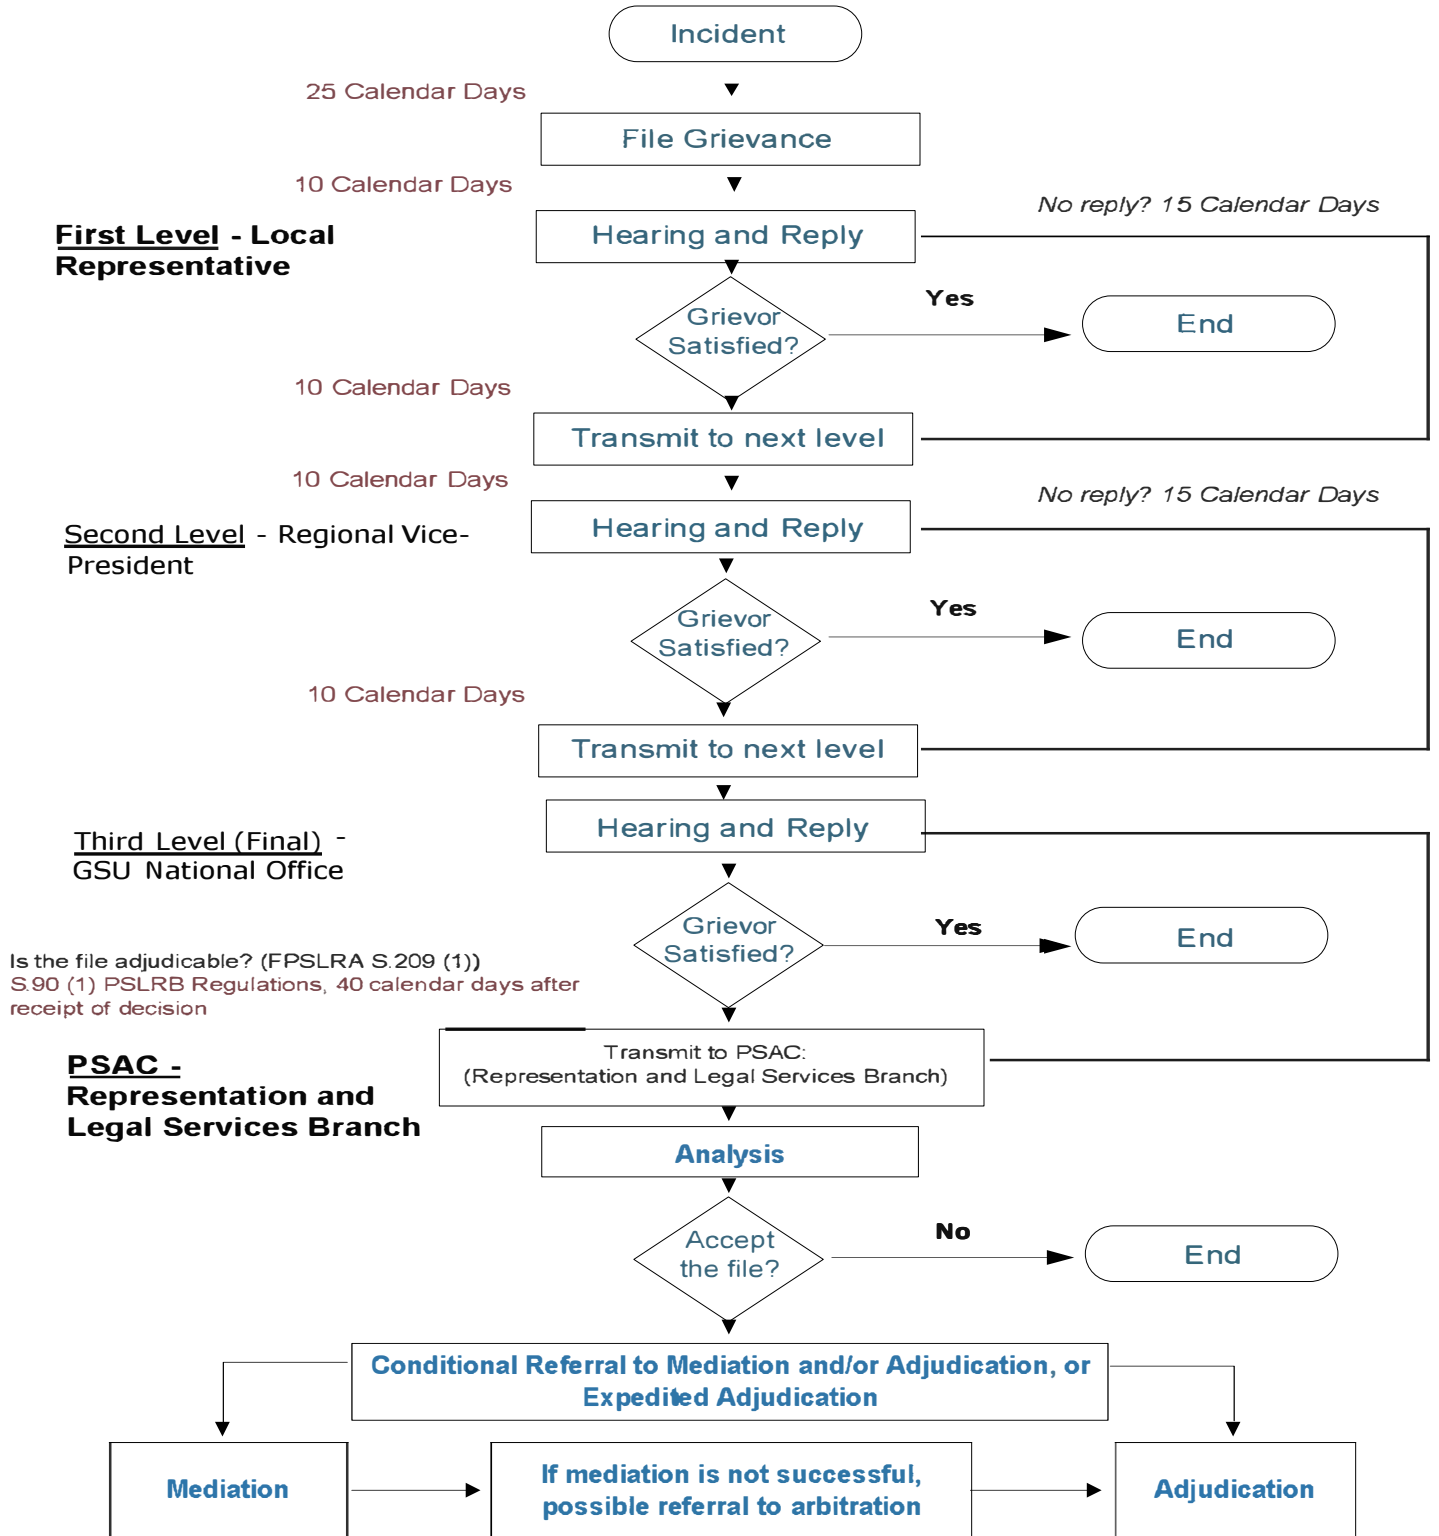 Incident
25 Calendar Days
File Grievance
10 Calendar Days
No reply? 15 Calendar Days
First Level - Local
Representative
Hearing and Reply
Yes
Grievor
Satisfied?
End
10 Calendar Days
Transmit to next level
10 Calendar Days
No reply? 15 Calendar Days
Second Level - Regional Vice-
President
Hearing and Reply
Yes
Grievor
Satisfied?
End
10 Calendar Days
Transmit to next level
Third Level (Final) -
GSU National Office
Hearing and Reply
Yes
Grievor
Satisfied?
End
Is the file adjudicable? (FPSLRA S.209 (1))
S.90 (1) PSLRB Regulations, 40 calendar days after
receipt of decision
PSAC -
Representation and
Legal Services Branch
Transmit to PSAC:
(Representation and Legal Services Branch)
Analysis
No
Accept
the file?
End
Conditional Referral to Mediation and/or Adjudication, or
Expedited Adjudication
Mediation
If mediation is not successful,
possible referral to arbitration
Adjudication